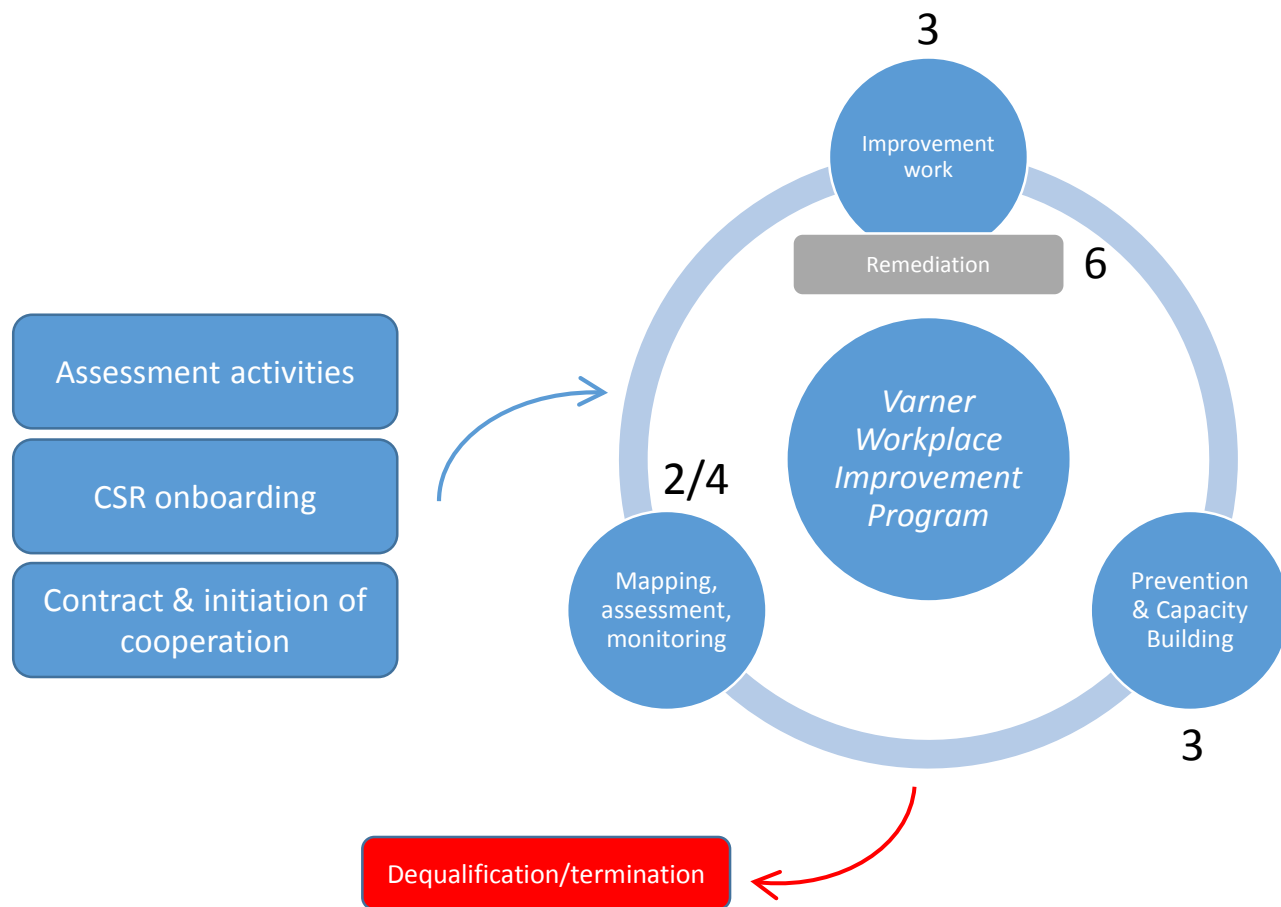 3
Improvement
work
Remediation
6
Assessment activities
CSR onboarding
Contract & initiation of
cooperation
Varner
Workplace
Improvement
Program
2/4
Mapping,
assessment,
monitoring
Prevention
& Capacity
Building
3
Dequalification/termination